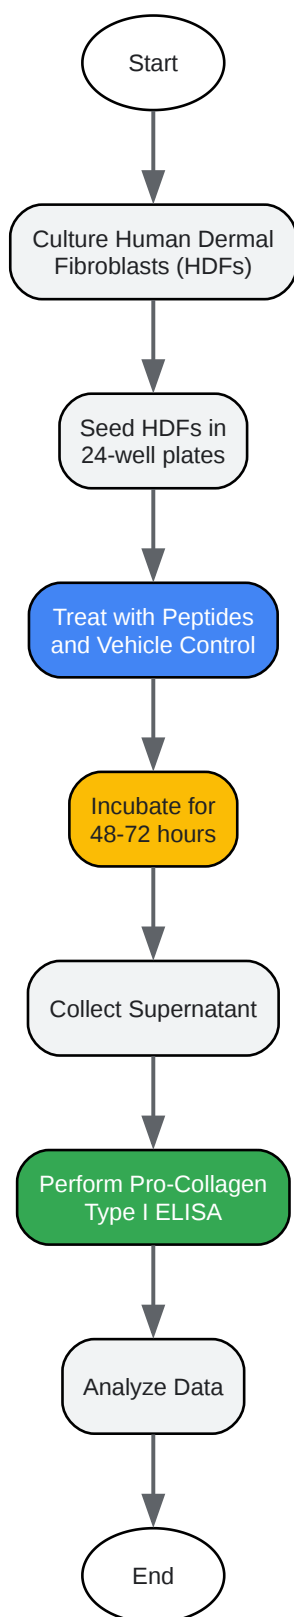 Start
Culture Human Dermal
Fibroblasts (HDFs)
Seed HDFs in
24-well plates
Treat with Peptides
and Vehicle Control
Incubate for
48-72 hours
Collect Supernatant
Perform Pro-Collagen
Type I ELISA
Analyze Data
End